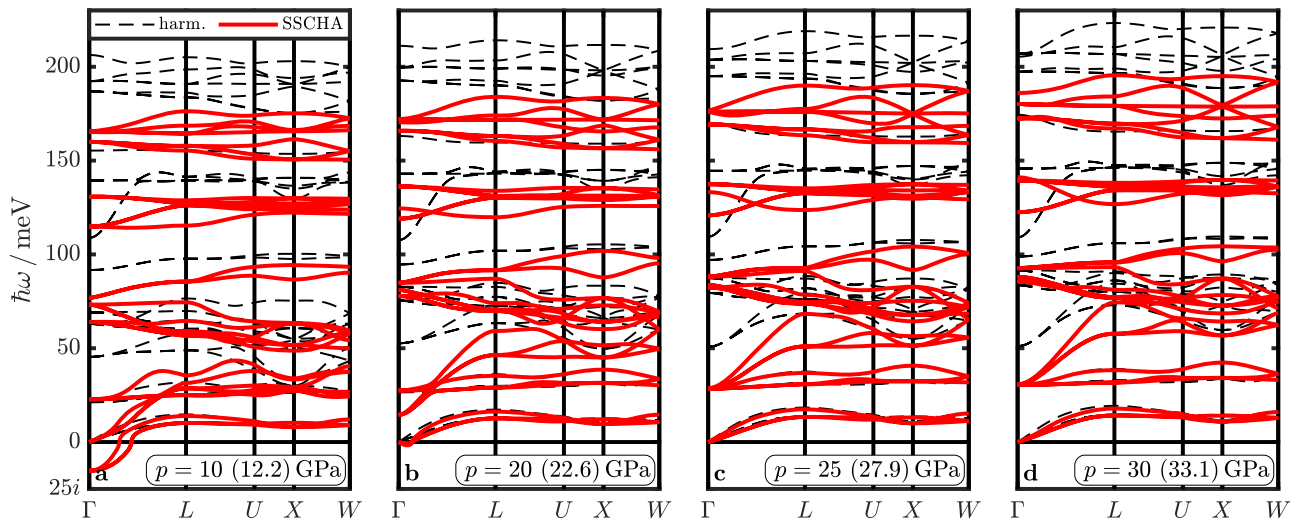 harm. SSCHA
ħω / meV
200
150
100
50
0
25i
a p = 10 (12.2) GPa
b p = 20 (22.6) GPa
c p = 25 (27.9) GPa
d p = 30 (33.1) GPa
Γ L U X W
Γ L U X W
Γ L U X W
Γ L U X W